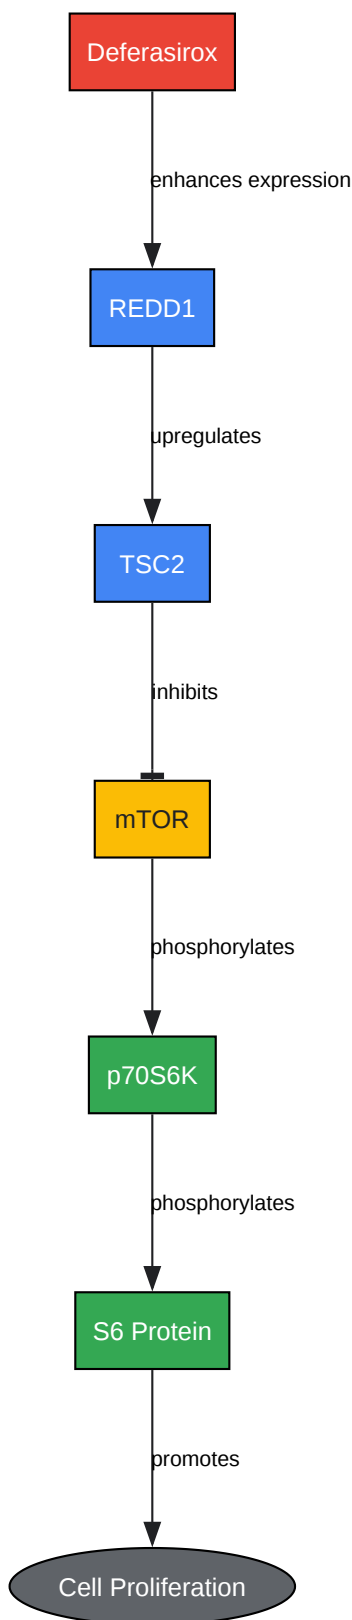 Deferasirox
enhances expression
REDD1
upregulates
TSC2
inhibits
mTOR
phosphorylates
p70S6K
phosphorylates
S6 Protein
promotes
Cell Proliferation